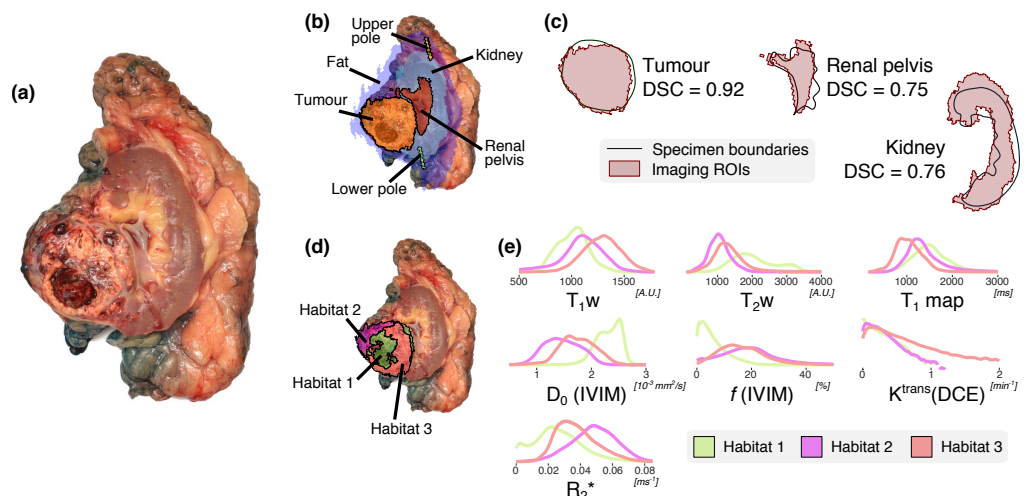 (a)
(b)
Upper
pole
Kidney
Fat
Tumour
Renal
pelvis
Lower pole
(c)
Tumour
DSC = 0.92
Renal pelvis
DSC = 0.75
Kidney
DSC = 0.76
Specimen boundaries
Imaging ROIs
(d)
Habitat 2
Habitat 1
Habitat 3
(e)
500 1000 1500
[A.U.]
T₁w
0 1000 2000 3000 4000
[A.U.]
T₂w
0 1000 2000 3000
[ms]
T₁ map
1 2 3
[10⁻³ mm²/s]
D₀ (IVIM)
0 20 40
[%]
f (IVIM)
0 1 2
[min⁻¹]
Kᵗʳᵃⁿˢ(DCE)
0 0.02 0.04 0.06 0.08
[ms⁻¹]
R₂*
Habitat 1 Habitat 2 Habitat 3